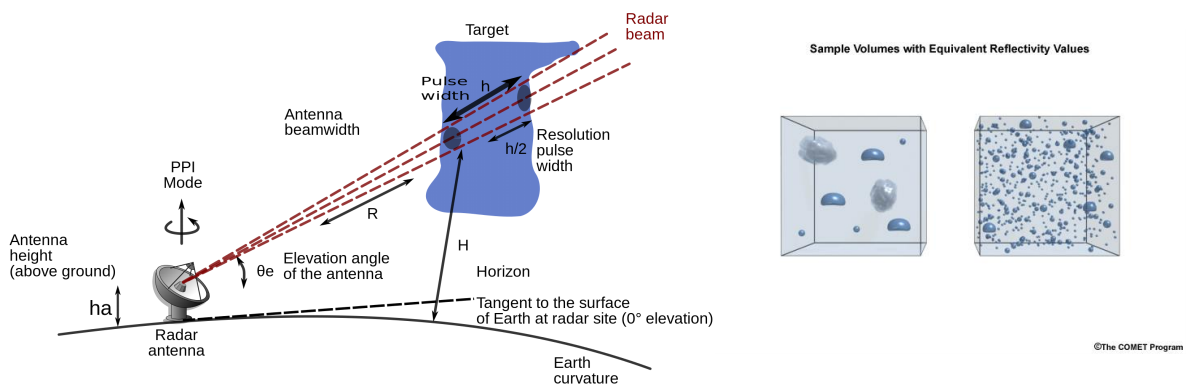 Target
Radar
beam
Pulse
width
h
Antenna
beamwidth
Resolution
pulse
width
h/2
PPI
Mode
R
Antenna
height
(above ground)
H
θe
Elevation angle
of the antenna
Horizon
ha
Tangent to the surface
of Earth at radar site (0° elevation)
Radar
antenna
Earth
curvature
Sample Volumes with Equivalent Reflectivity Values
©The COMET Program